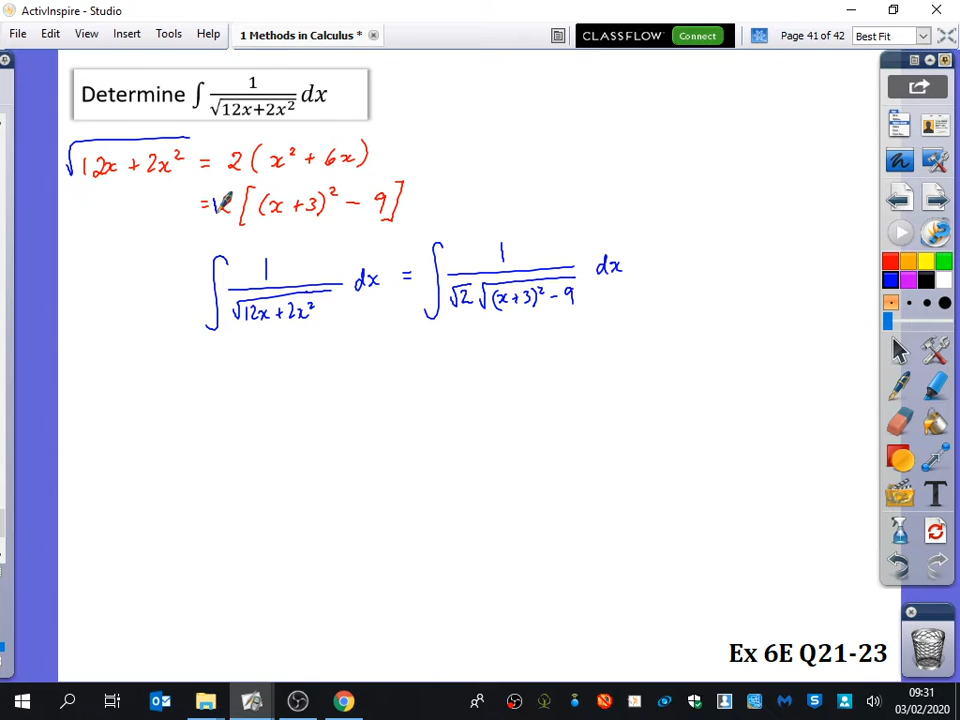 ActivInspire - Studio
File Edit View Insert Tools Help 1 Methods in Calculus * CLASSFLOW Connect Page 41 of 42 Best Fit
Determine ∫ 1/√(12x+2x²) dx
√(12x + 2x²) = 2(x² + 6x)
= 2[(x+3)² - 9]
∫ 1/√(12x+2x²) dx = ∫ 1/(√2 √((x+3)² - 9)) dx
Ex 6E Q21-23
09:31
03/02/2020